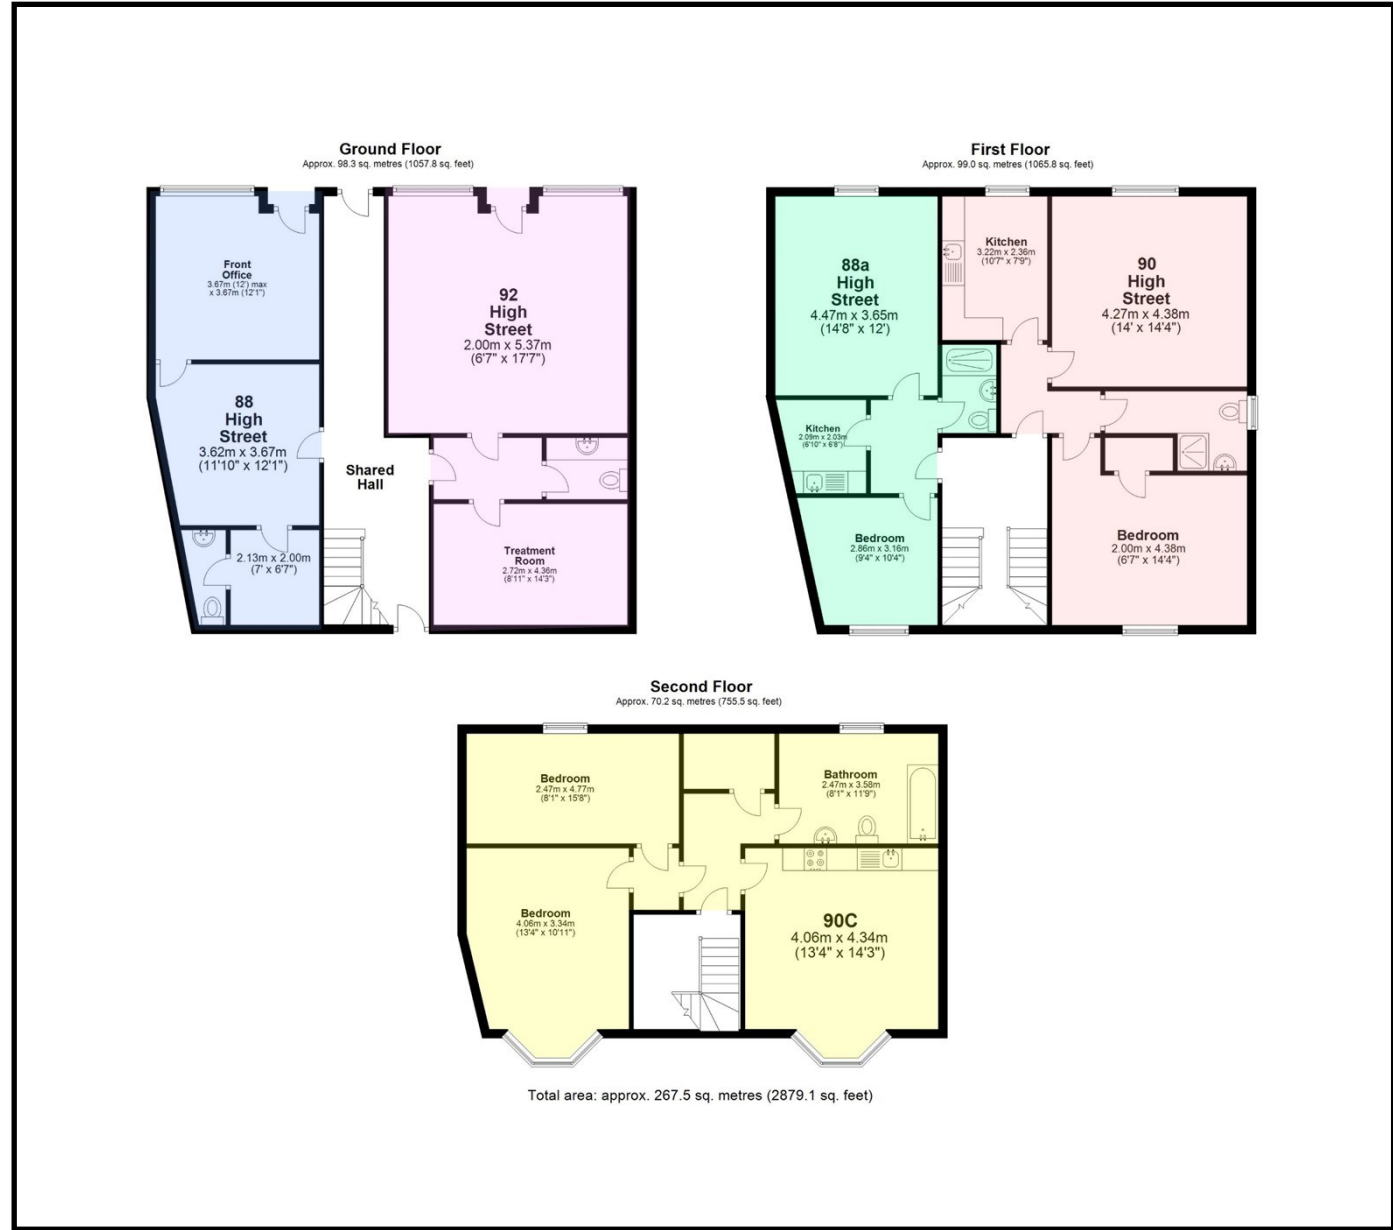 Ground Floor
Approx. 98.3 sq. metres (1057.8 sq. feet)
Front
Office
3.67m (12') max
x 3.67m (12'1")
92
High
Street
2.00m x 5.37m
(6'7" x 17'7")
88
High
Street
3.62m x 3.67m
(11'10" x 12'1")
Shared
Hall
2.13m x 2.00m
(7' x 6'7")
Treatment
Room
2.72m x 4.36m
(8'11" x 14'3")
First Floor
Approx. 99.0 sq. metres (1065.8 sq. feet)
88a
High
Street
4.47m x 3.65m
(14'8" x 12')
Kitchen
3.22m x 2.36m
(10'7" x 7'9")
90
High
Street
4.27m x 4.38m
(14' x 14'4")
Kitchen
2.09m x 2.03m
(6'10" x 6'8")
Bedroom
2.86m x 3.16m
(9'4" x 10'4")
Bedroom
2.00m x 4.38m
(6'7" x 14'4")
Second Floor
Approx. 70.2 sq. metres (755.5 sq. feet)
Bedroom
2.47m x 4.77m
(8'1" x 15'8")
Bathroom
2.47m x 3.58m
(8'1" x 11'9")
Bedroom
4.06m x 3.34m
(13'4" x 10'11")
90C
4.06m x 4.34m
(13'4" x 14'3")
Total area: approx. 267.5 sq. metres (2879.1 sq. feet)